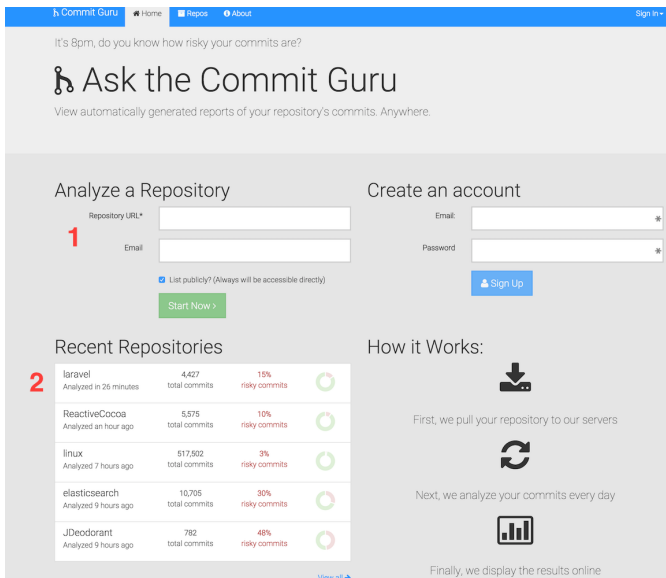 Commit Guru Home Repos About Sign In
It's 8pm, do you know how risky your commits are?
Ask the Commit Guru
View automatically generated reports of your repository's commits. Anywhere.
Analyze a Repository
1
Repository URL*
Email
List publicly? (Always will be accessible directly)
Start Now >
Create an account
Email:
*
Password
*
Sign Up
Recent Repositories
2
laravel 4,427 15%
Analyzed in 26 minutes total commits risky commits
ReactiveCocoa 5,575 10%
Analyzed an hour ago total commits risky commits
linux 517,502 3%
Analyzed 7 hours ago total commits risky commits
elasticsearch 10,705 30%
Analyzed 9 hours ago total commits risky commits
JDeodorant 782 48%
Analyzed 9 hours ago total commits risky commits
View all
How it Works:
First, we pull your repository to our servers
Next, we analyze your commits every day
Finally, we display the results online